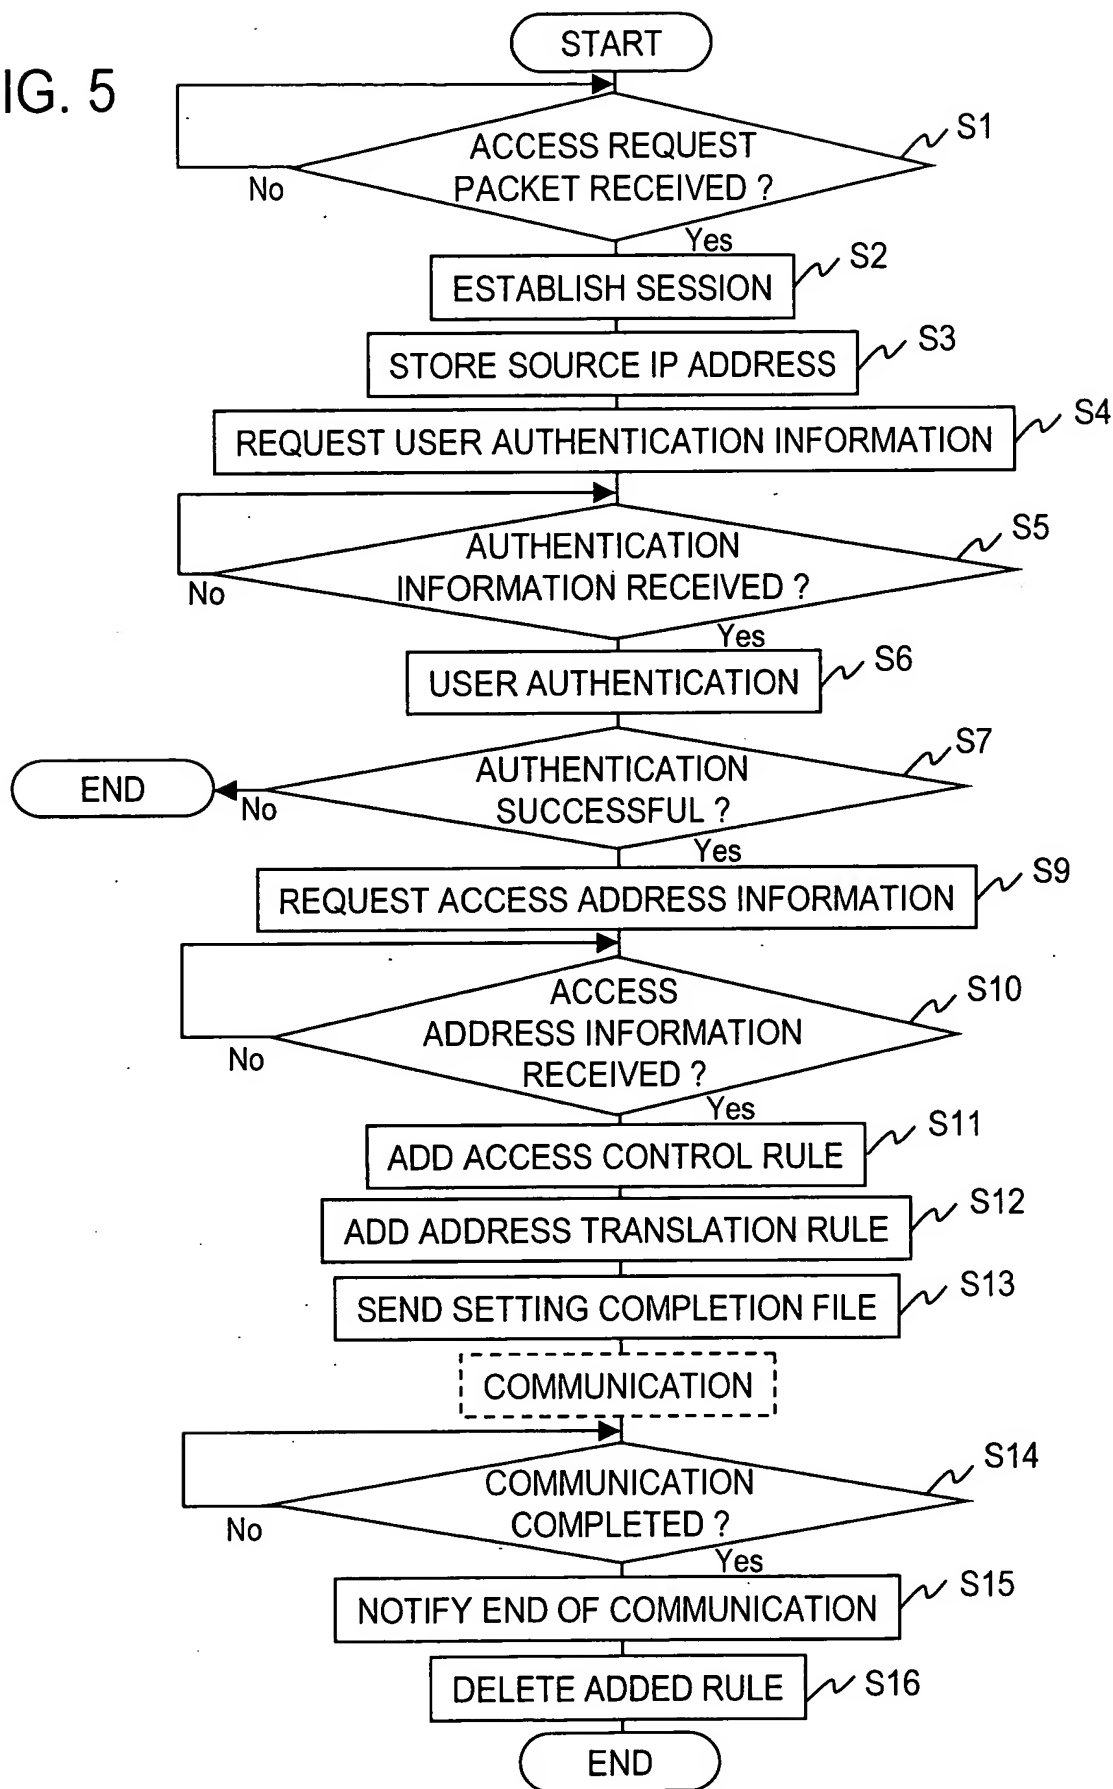 START
IG. 5
S1
ACCESS REQUEST
PACKET RECEIVED ?
No
Yes
S2
ESTABLISH SESSION
S3
STORE SOURCE IP ADDRESS
S4
REQUEST USER AUTHENTICATION INFORMATION
S5
AUTHENTICATION
INFORMATION RECEIVED ?
No
Yes
S6
USER AUTHENTICATION
S7
AUTHENTICATION
SUCCESSFUL ?
END
No
Yes
S9
REQUEST ACCESS ADDRESS INFORMATION
S10
ACCESS
ADDRESS INFORMATION
RECEIVED ?
No
Yes
S11
ADD ACCESS CONTROL RULE
S12
ADD ADDRESS TRANSLATION RULE
S13
SEND SETTING COMPLETION FILE
COMMUNICATION
S14
COMMUNICATION
COMPLETED ?
No
Yes
S15
NOTIFY END OF COMMUNICATION
S16
DELETE ADDED RULE
END